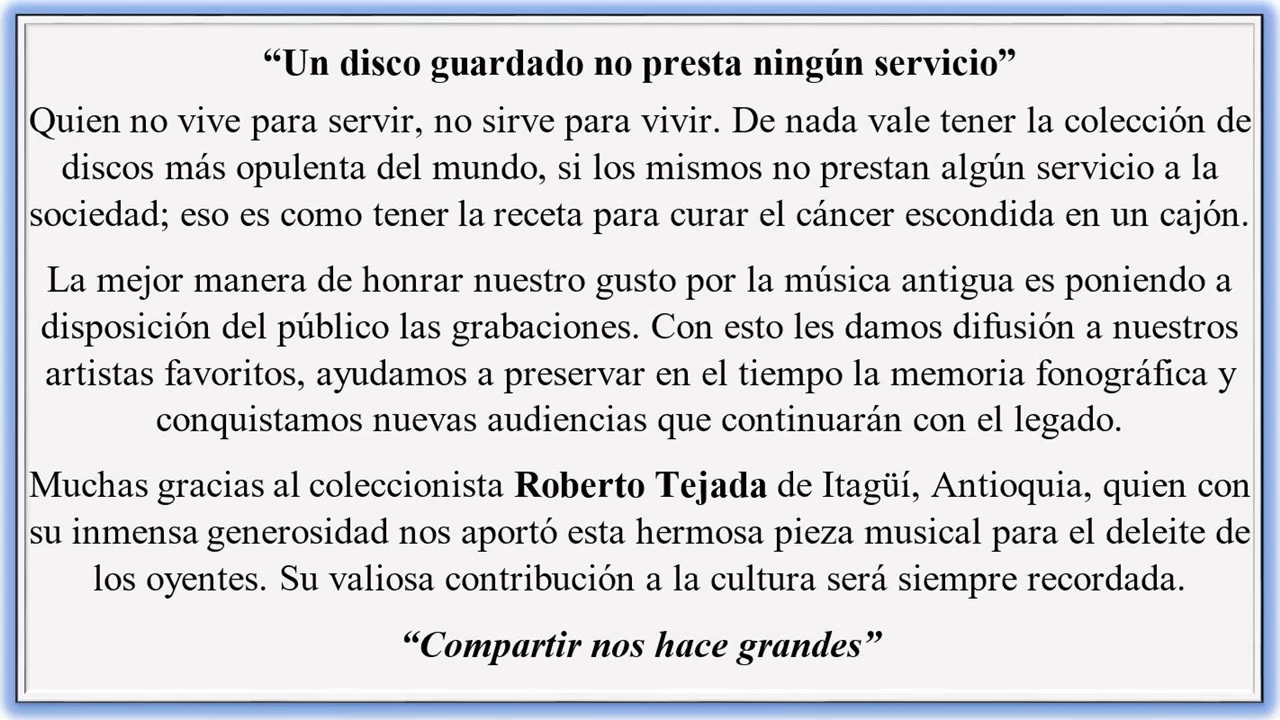 “Un disco guardado no presta ningún servicio”
Quien no vive para servir, no sirve para vivir. De nada vale tener la colección de
discos más opulenta del mundo, si los mismos no prestan algún servicio a la
sociedad; eso es como tener la receta para curar el cáncer escondida en un cajón.
La mejor manera de honrar nuestro gusto por la música antigua es poniendo a
disposición del público las grabaciones. Con esto les damos difusión a nuestros
artistas favoritos, ayudamos a preservar en el tiempo la memoria fonográfica y
conquistamos nuevas audiencias que continuarán con el legado.
Muchas gracias al coleccionista Roberto Tejada de Itagüí, Antioquia, quien con
su inmensa generosidad nos aportó esta hermosa pieza musical para el deleite de
los oyentes. Su valiosa contribución a la cultura será siempre recordada.
“Compartir nos hace grandes”